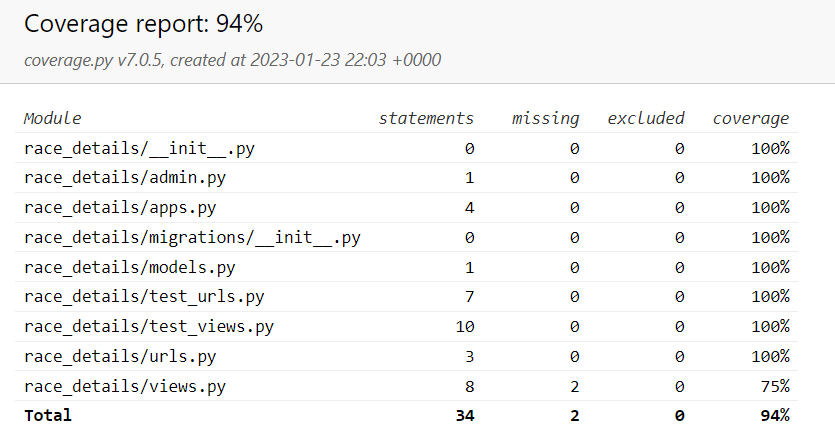 Coverage report: 94%
coverage.py v7.0.5, created at 2023-01-23 22:03 +0000
Module statements missing excluded coverage
race_details/__init__.py 0 0 0 100%
race_details/admin.py 1 0 0 100%
race_details/apps.py 4 0 0 100%
race_details/migrations/__init__.py 0 0 0 100%
race_details/models.py 1 0 0 100%
race_details/test_urls.py 7 0 0 100%
race_details/test_views.py 10 0 0 100%
race_details/urls.py 3 0 0 100%
race_details/views.py 8 2 0 75%
Total 34 2 0 94%